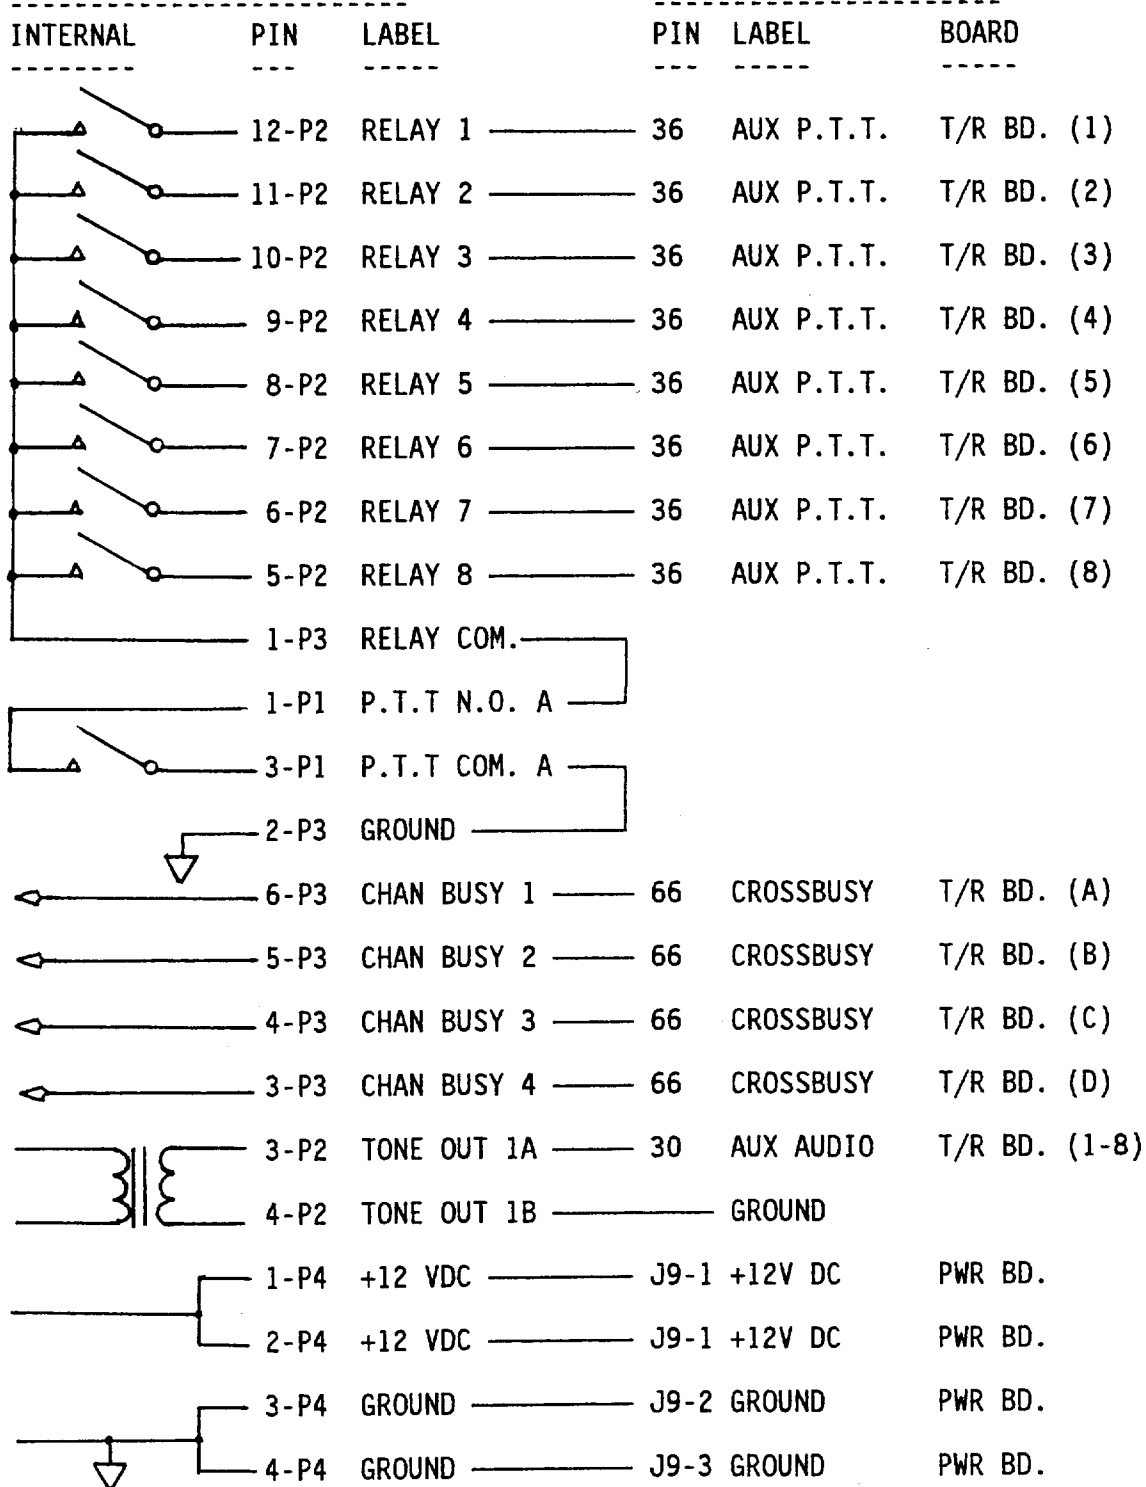 INTERNAL PIN LABEL PIN LABEL BOARD
12-P2 RELAY 1 36 AUX P.T.T. T/R BD. (1)
11-P2 RELAY 2 36 AUX P.T.T. T/R BD. (2)
10-P2 RELAY 3 36 AUX P.T.T. T/R BD. (3)
9-P2 RELAY 4 36 AUX P.T.T. T/R BD. (4)
8-P2 RELAY 5 36 AUX P.T.T. T/R BD. (5)
7-P2 RELAY 6 36 AUX P.T.T. T/R BD. (6)
6-P2 RELAY 7 36 AUX P.T.T. T/R BD. (7)
5-P2 RELAY 8 36 AUX P.T.T. T/R BD. (8)
1-P3 RELAY COM.
1-P1 P.T.T N.O. A
3-P1 P.T.T COM. A
2-P3 GROUND
6-P3 CHAN BUSY 1 66 CROSSBUSY T/R BD. (A)
5-P3 CHAN BUSY 2 66 CROSSBUSY T/R BD. (B)
4-P3 CHAN BUSY 3 66 CROSSBUSY T/R BD. (C)
3-P3 CHAN BUSY 4 66 CROSSBUSY T/R BD. (D)
3-P2 TONE OUT 1A 30 AUX AUDIO T/R BD. (1-8)
4-P2 TONE OUT 1B GROUND
1-P4 +12 VDC J9-1 +12V DC PWR BD.
2-P4 +12 VDC J9-1 +12V DC PWR BD.
3-P4 GROUND J9-2 GROUND PWR BD.
4-P4 GROUND J9-3 GROUND PWR BD.